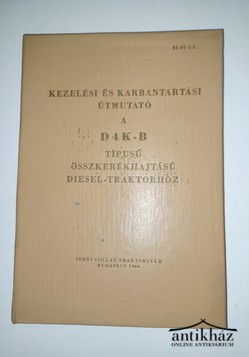 KEZELÉSI ÉS KARBANTARTÁSI
ÚTMUTATÓ
A
D4K-B
TÍPUSÚ
ÖSSZKERÉKHAJTÁSÚ
DIESEL-TRAKTORHOZ
VÖRÖS CSILLAG TRAKTORGYÁR
BUDAPEST
antikház
ONLINE ANTIKVÁRIUM